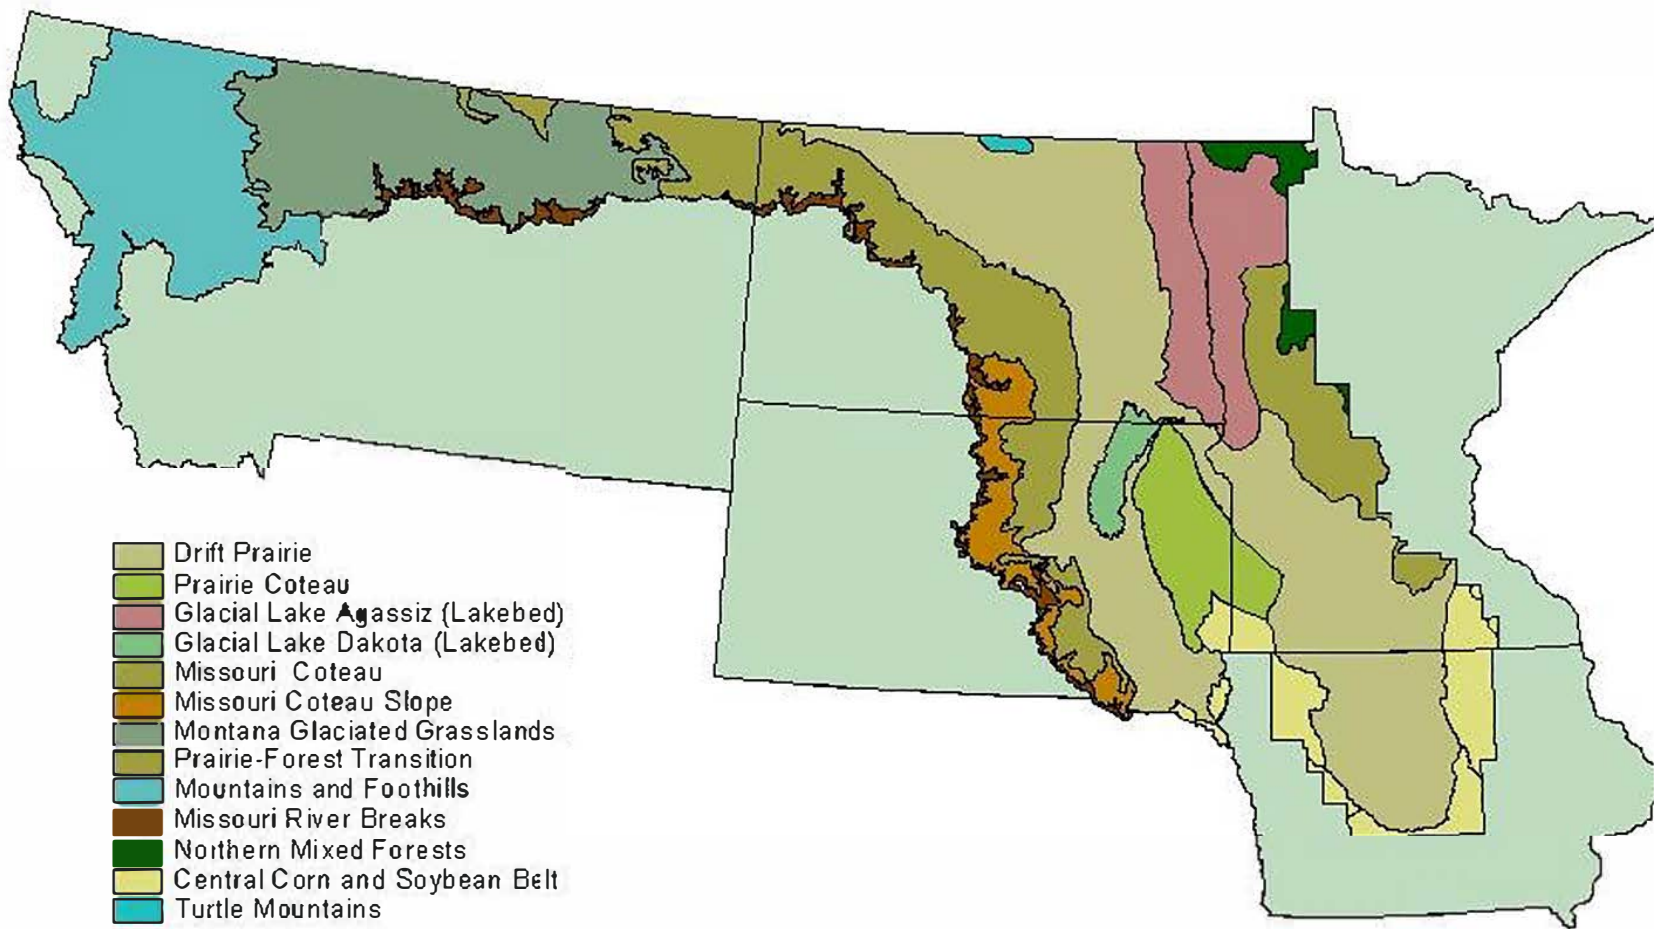 Drift Prairie
Prairie Coteau
Glacial Lake Agassiz (Lakebed)
Glacial Lake Dakota (Lakebed)
Missouri Coteau
Missouri Coteau Slope
Montana Glaciated Grasslands
Prairie-Forest Transition
Mountains and Foothills
Missouri River Breaks
Northern Mixed Forests
Central Corn and Soybean Belt
Turtle Mountains